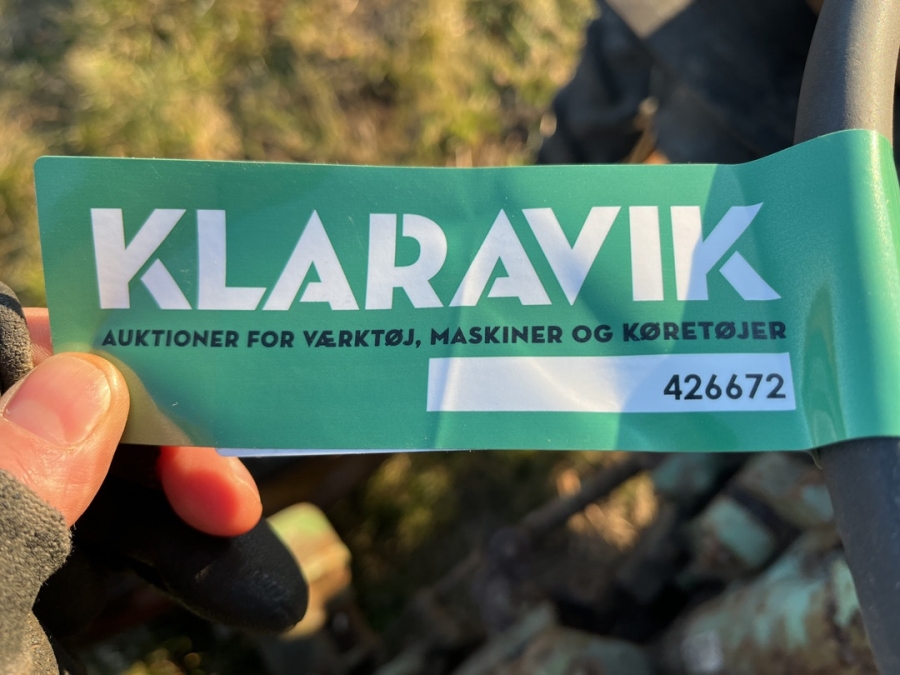 KLARAVIK
AUKTIONER FOR VÆRKTØJ, MASKINER OG KØRETØJER
426672